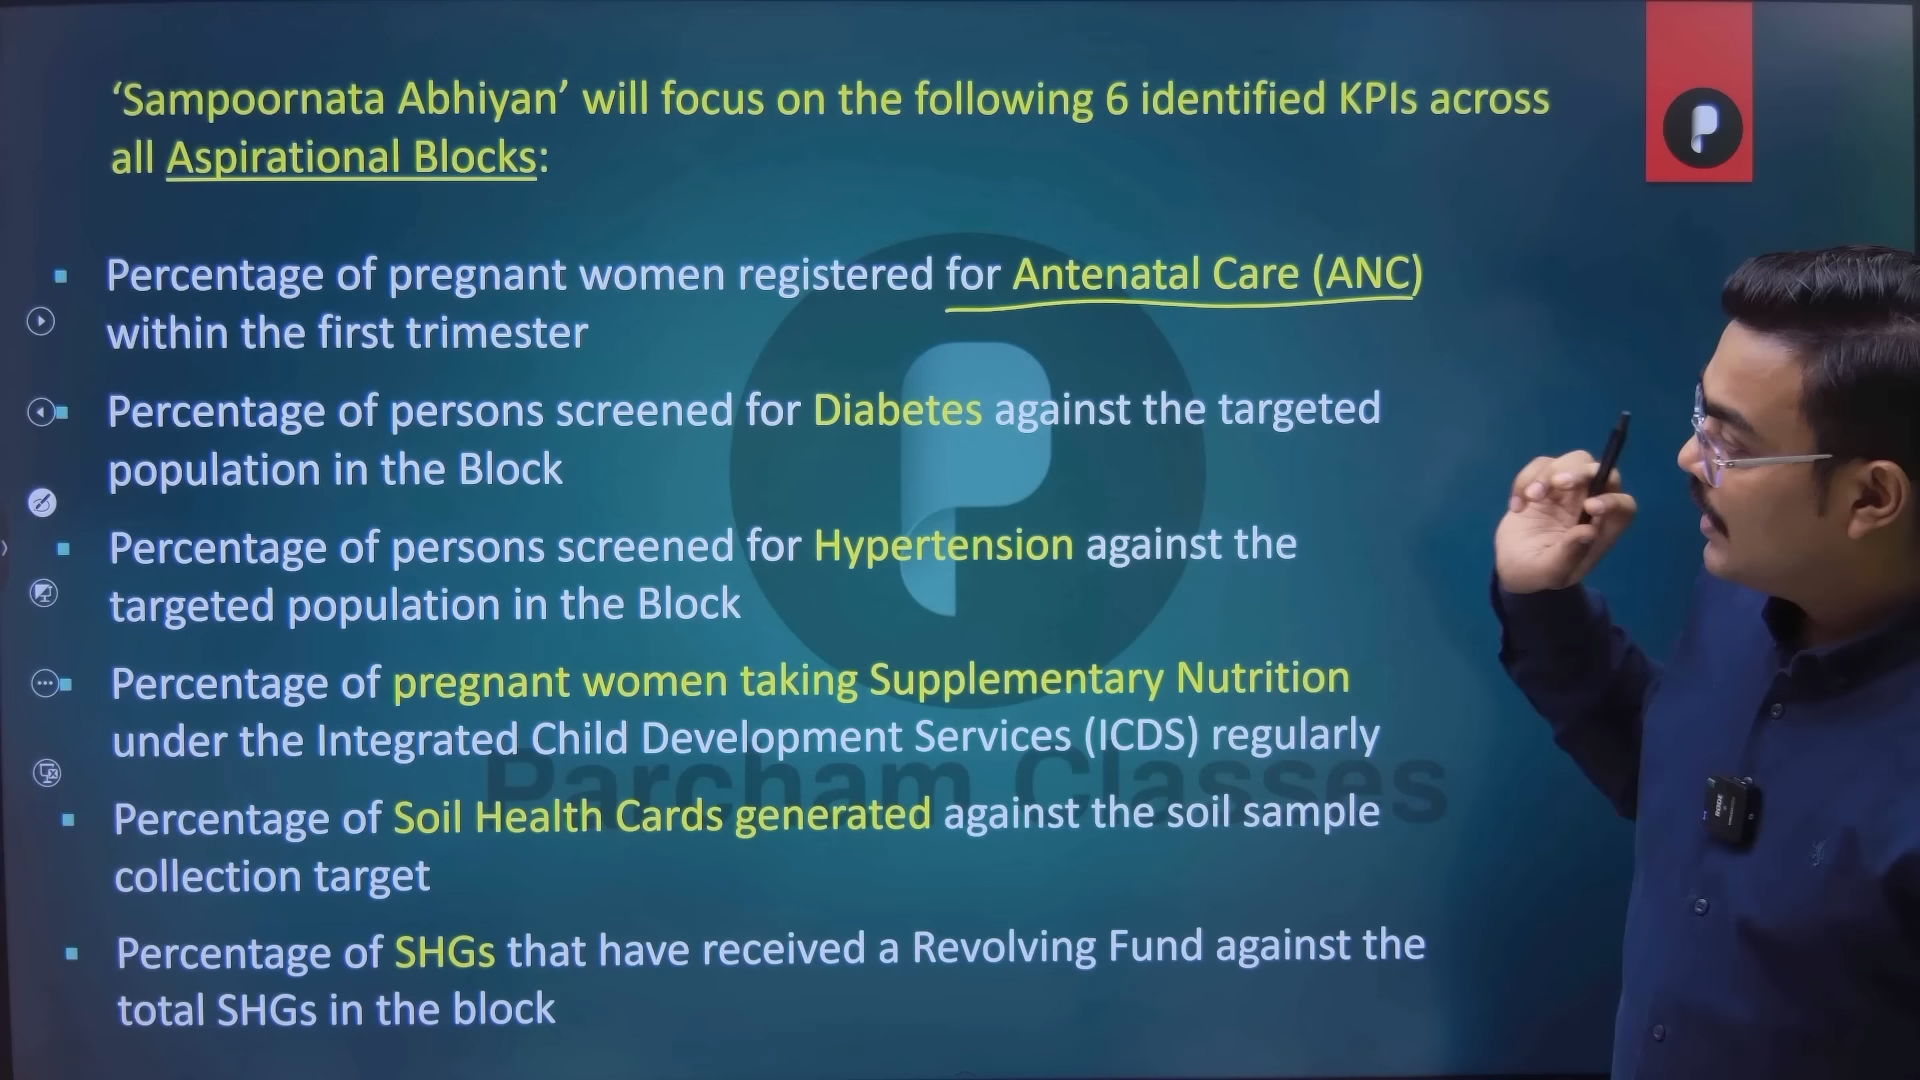 ‘Sampoornata Abhiyan’ will focus on the following 6 identified KPIs across
all Aspirational Blocks:
Percentage of pregnant women registered for Antenatal Care (ANC)
within the first trimester
Percentage of persons screened for Diabetes against the targeted
population in the Block
Percentage of persons screened for Hypertension against the
targeted population in the Block
Percentage of pregnant women taking Supplementary Nutrition
under the Integrated Child Development Services (ICDS) regularly
Parcham Classes
Percentage of Soil Health Cards generated against the soil sample
collection target
Percentage of SHGs that have received a Revolving Fund against the
total SHGs in the block